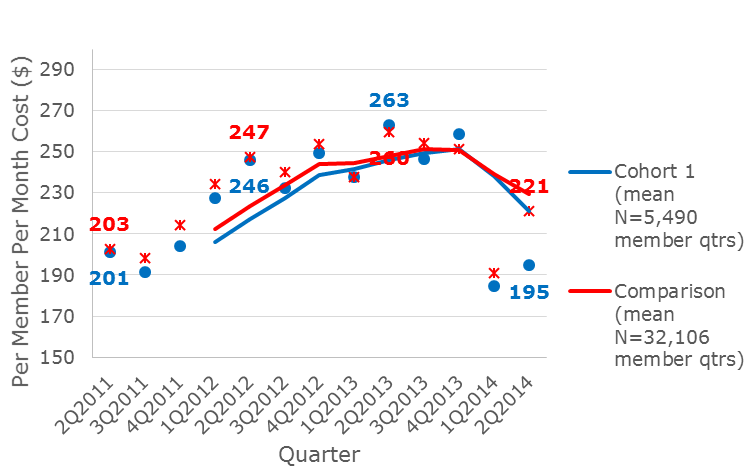 Per Member Per Month Cost ($)
290
270
250
230
210
190
170
150
203
201
247
246
263
260
221
195
2Q2011
3Q2011
4Q2011
1Q2012
2Q2012
3Q2012
4Q2012
1Q2013
2Q2013
3Q2013
4Q2013
1Q2014
2Q2014
Quarter
Cohort 1
(mean
N=5,490
member qtrs)
Comparison
(mean
N=32,106
member qtrs)